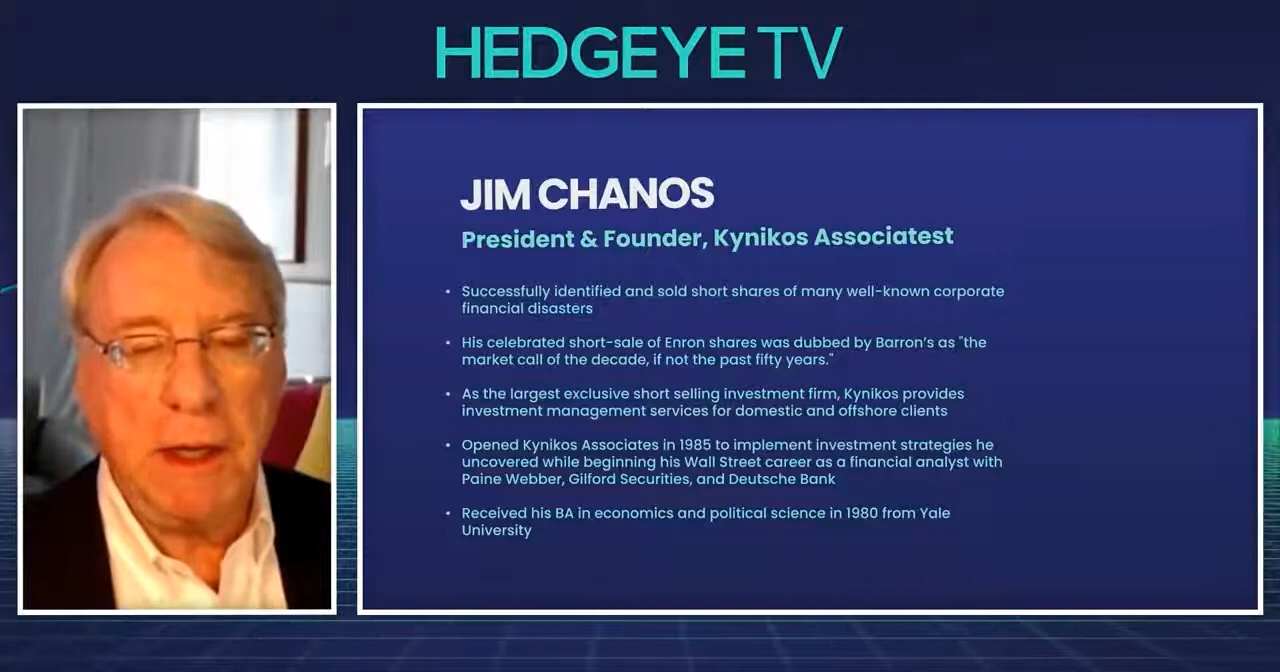 HEDGEYE TV
JIM CHANOS
President & Founder, Kynikos Associatest
• Successfully identified and sold short shares of many well-known corporate
financial disasters
• His celebrated short-sale of Enron shares was dubbed by Barron's as "the
market call of the decade, if not the past fifty years."
• As the largest exclusive short selling investment firm, Kynikos provides
investment management services for domestic and offshore clients
• Opened Kynikos Associates in 1985 to implement investment strategies he
uncovered while beginning his Wall Street career as a financial analyst with
Paine Webber, Gilford Securities, and Deutsche Bank
• Received his BA in economics and political science in 1980 from Yale
University